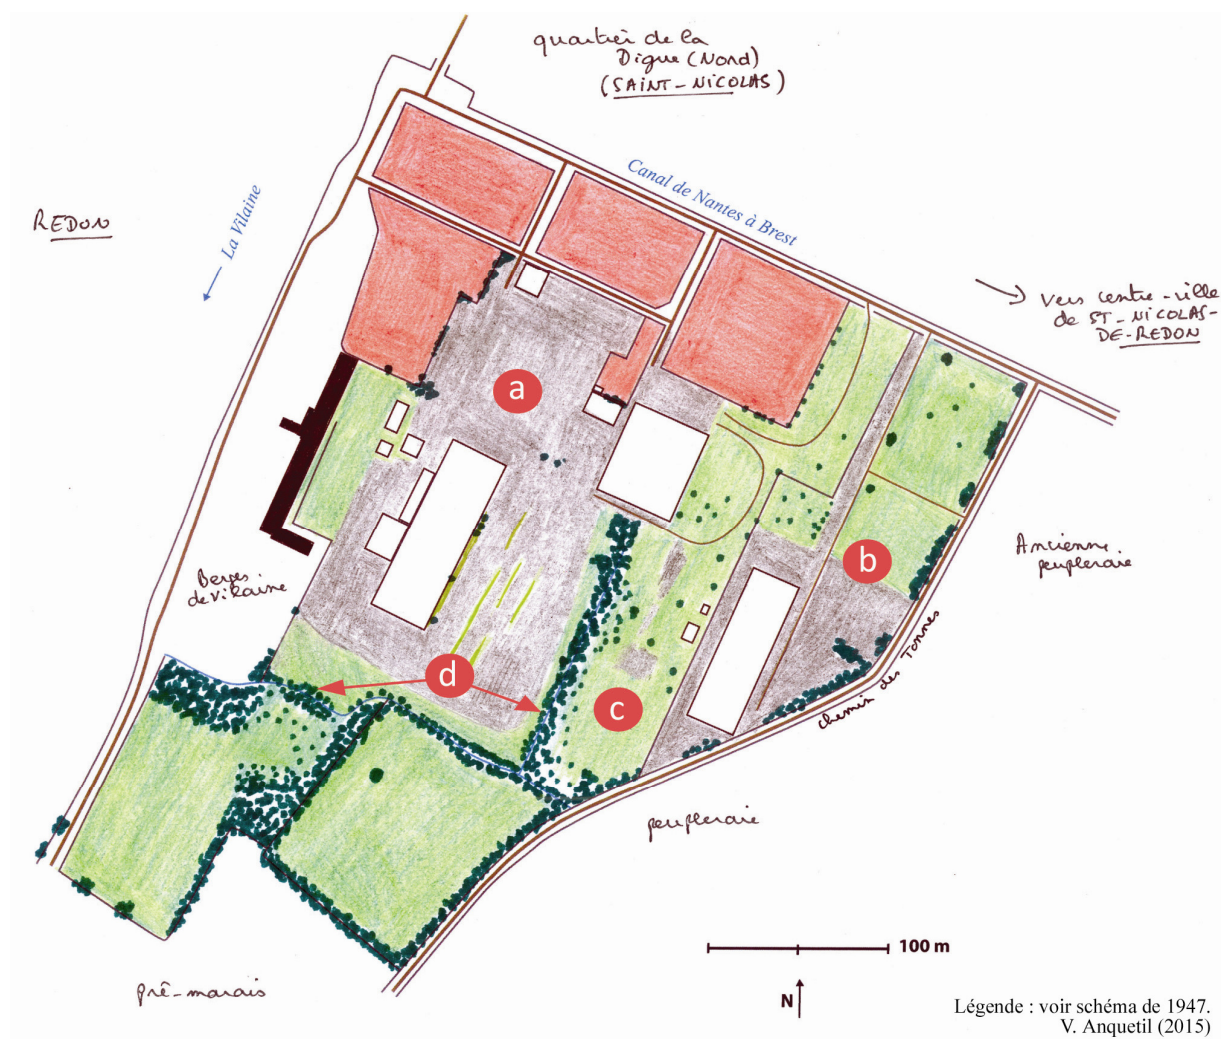 quartier de la
Digue (Nord)
(SAINT-NICOLAS)
Canal de Nantes à Brest
REDON
La Vilaine
vers centre-ville
de ST-NICOLAS-
DE-REDON
a
b
Ancienne
peupleraie
Berges
de Vilaine
chemin des Tonnes
d
c
peupleraie
100 m
pré-marais
N
Légende : voir schéma de 1947.
V. Anquetil (2015)